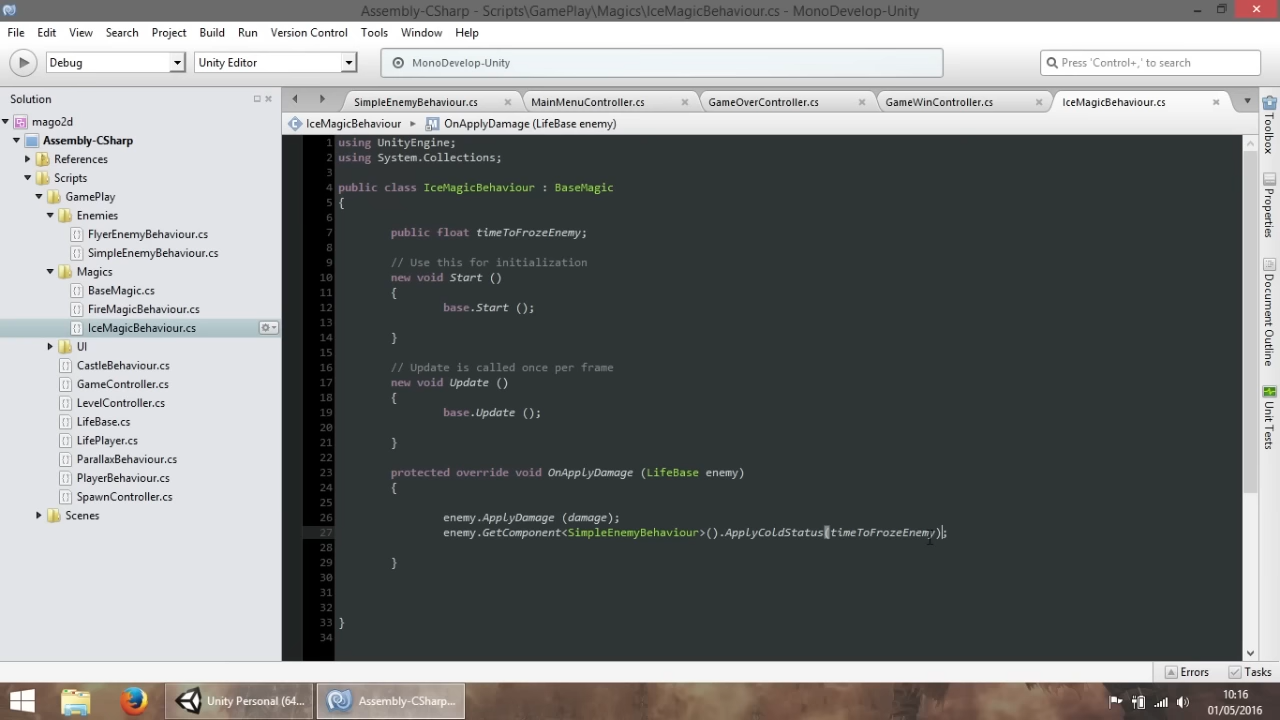 Assembly-CSharp - Scripts\GamePlay\Magics\IceMagicBehaviour.cs - MonoDevelop-Unity
File Edit View Search Project Build Run Version Control Tools Window Help
Debug Unity Editor MonoDevelop-Unity Press 'Control+,' to search
Solution
mago2d
Assembly-CSharp
References
Scripts
GamePlay
Enemies
FlyerEnemyBehaviour.cs
SimpleEnemyBehaviour.cs
Magics
BaseMagic.cs
FireMagicBehaviour.cs
IceMagicBehaviour.cs
UI
CastleBehaviour.cs
GameController.cs
LevelController.cs
LifeBase.cs
LifePlayer.cs
ParallaxBehaviour.cs
PlayerBehaviour.cs
SpawnController.cs
Scenes
SimpleEnemyBehaviour.cs MainMenuController.cs GameOverController.cs GameWinController.cs IceMagicBehaviour.cs
IceMagicBehaviour OnApplyDamage (LifeBase enemy)
1 using UnityEngine;
2 using System.Collections;
3
4 public class IceMagicBehaviour : BaseMagic
5 {
6
7 public float timeToFrozeEnemy;
8
9 // Use this for initialization
10 new void Start ()
11 {
12 base.Start ();
13
14 }
15
16 // Update is called once per frame
17 new void Update ()
18 {
19 base.Update ();
20
21 }
22
23 protected override void OnApplyDamage (LifeBase enemy)
24 {
25
26 enemy.ApplyDamage (damage);
27 enemy.GetComponent<SimpleEnemyBehaviour>().ApplyColdStatus(timeToFrozeEnemy);
28
29 }
30
31
32
33 }
34
Toolbox
Properties
Document Outline
Unit Tests
Errors Tasks
Unity Personal (64... Assembly-CSharp...
10:16
01/05/2016